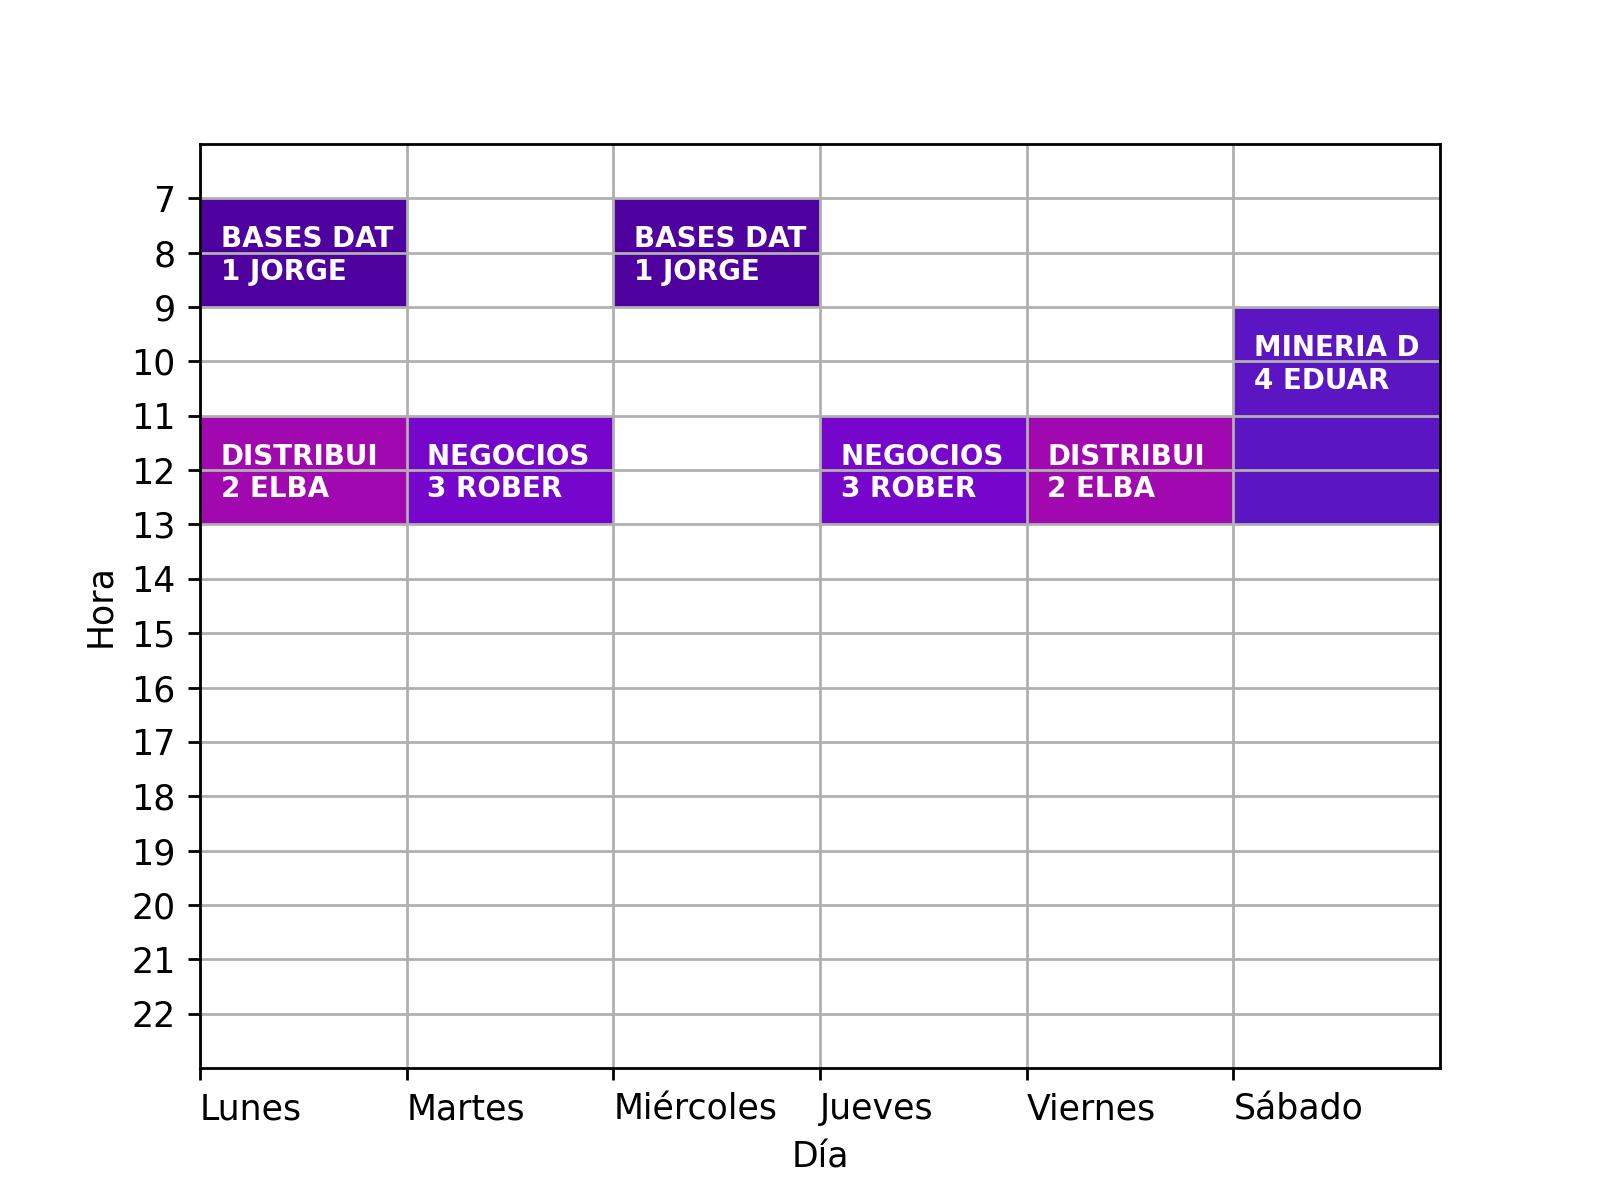 7
BASES DAT
BASES DAT
8
1 JORGE
1 JORGE
9
MINERIA D
10
4 EDUAR
11
DISTRIBUI
NEGOCIOS
NEGOCIOS
DISTRIBUI
12
2 ELBA
3 ROBER
3 ROBER
2 ELBA
13
14
Hora
15
16
17
18
19
20
21
22
Lunes
Martes
Miércoles
Jueves
Viernes
Sábado
Día